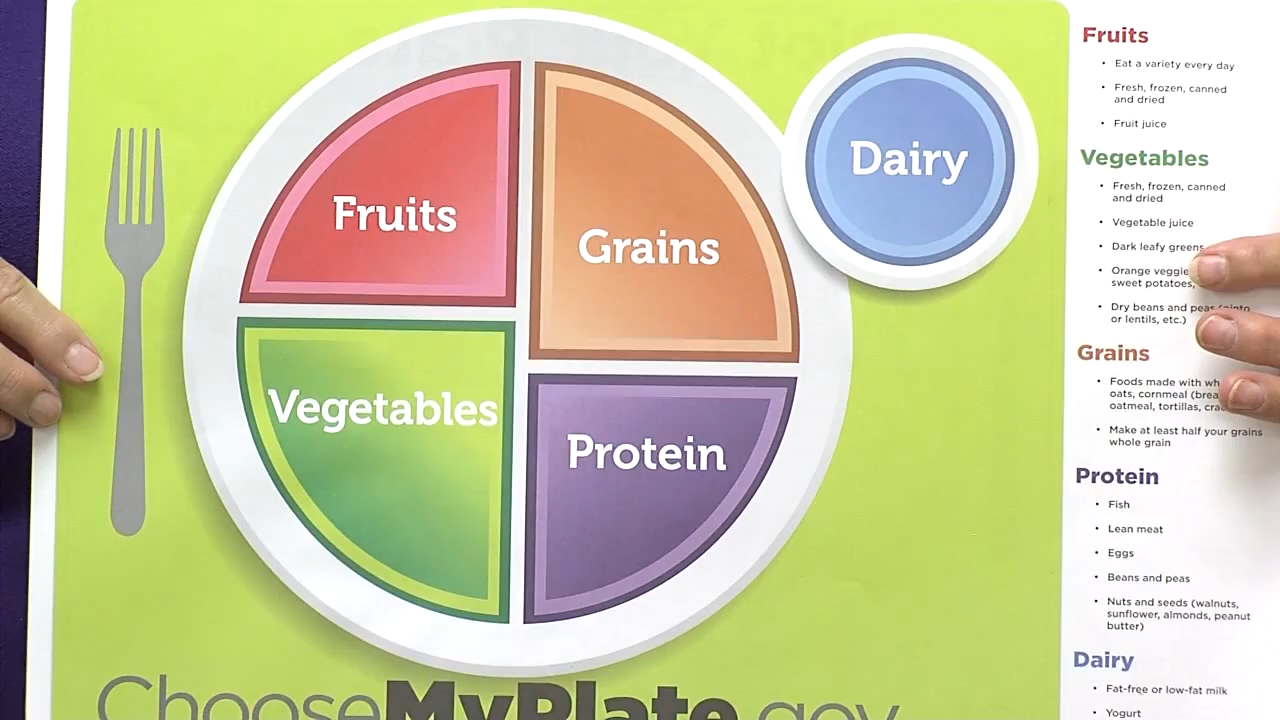 Fruits
Grains
Vegetables
Protein
Dairy
ChooseMyPlate.gov
Fruits
• Eat a variety every day
• Fresh, frozen, canned
and dried
• Fruit juice
Vegetables
• Fresh, frozen, canned
and dried
• Vegetable juice
• Dark leafy greens
• Orange veggie
sweet potatoes,
• Dry beans and peas (pinto
or lentils, etc.)
Grains
• Foods made with
oats, cornmeal
oatmeal, tortillas,
• Make at least half your grains
whole grain
Protein
• Fish
• Lean meat
• Eggs
• Beans and peas
• Nuts and seeds (walnuts,
sunflower, almonds, peanut
butter)
Dairy
• Fat-free or low-fat milk
• Yogurt